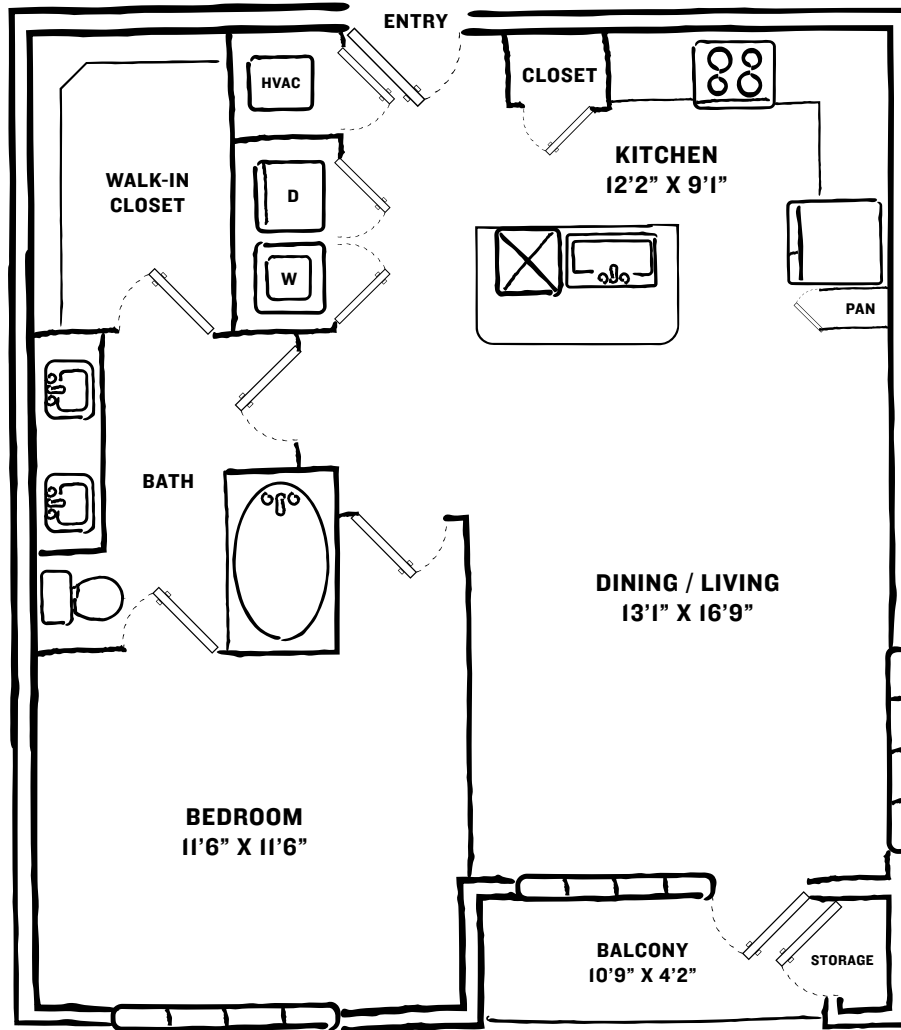 ENTRY
HVAC
CLOSET
KITCHEN
12’2” X 9’1”
WALK-IN
CLOSET
D
W
PAN
BATH
DINING / LIVING
13’1” X 16’9”
BEDROOM
11’6” X 11’6”
BALCONY
10’9” X 4’2”
STORAGE